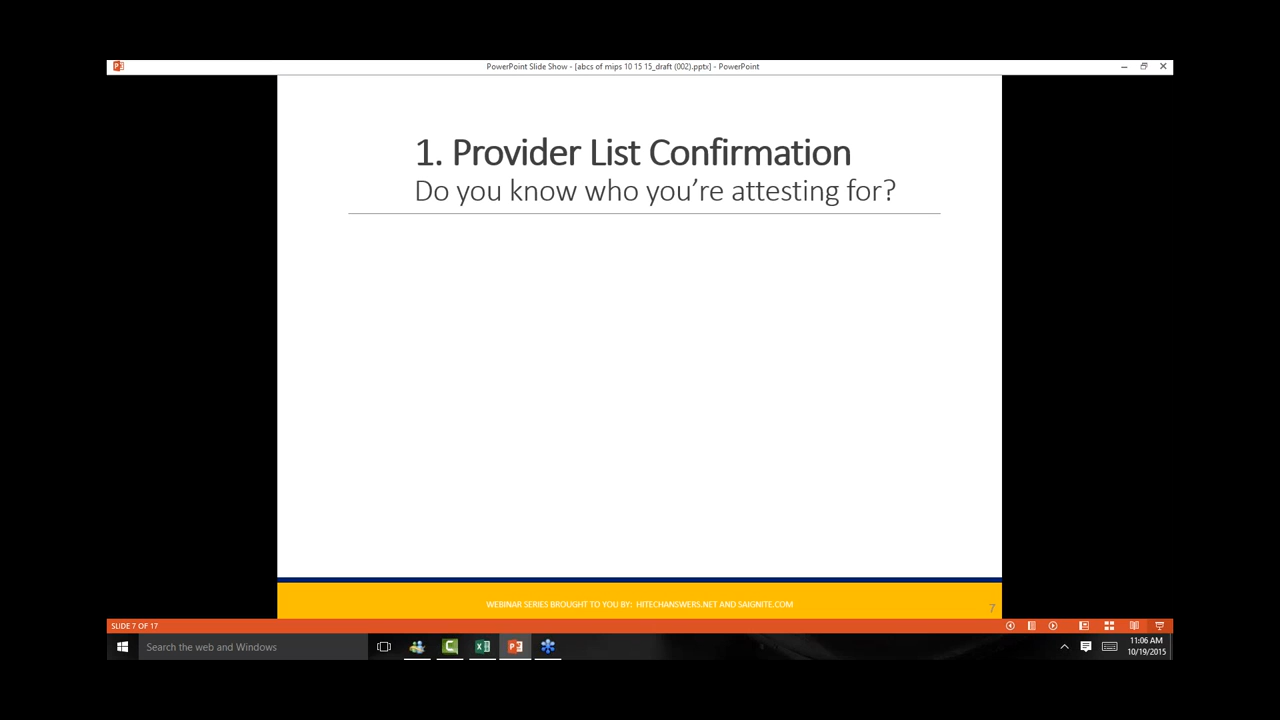 PowerPoint Slide Show - [abcs of mips 10 15 15_draft (002).pptx] - PowerPoint
1. Provider List Confirmation
Do you know who you're attesting for?
WEBINAR SERIES BROUGHT TO YOU BY: HITECHANSWERS.NET AND SAIGNITE.COM
7
SLIDE 7 OF 17
Search the web and Windows
11:06 AM
10/19/2015